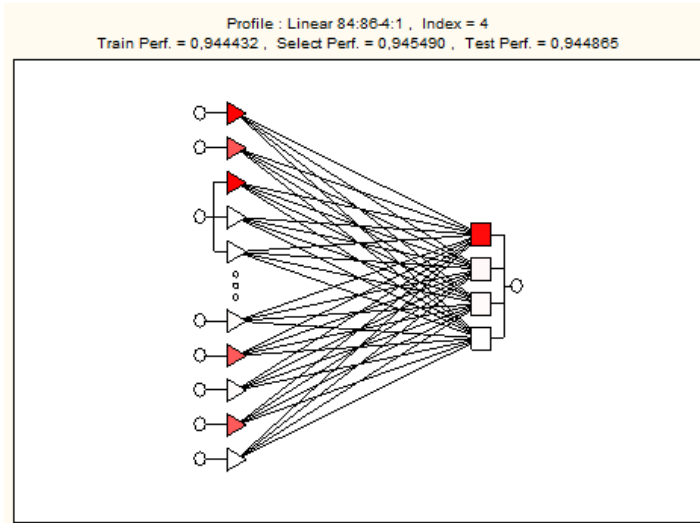 Profile : Linear 84:86-4:1 , Index = 4
Train Perf. = 0,944432 , Select Perf. = 0,945490 , Test Perf. = 0,944865